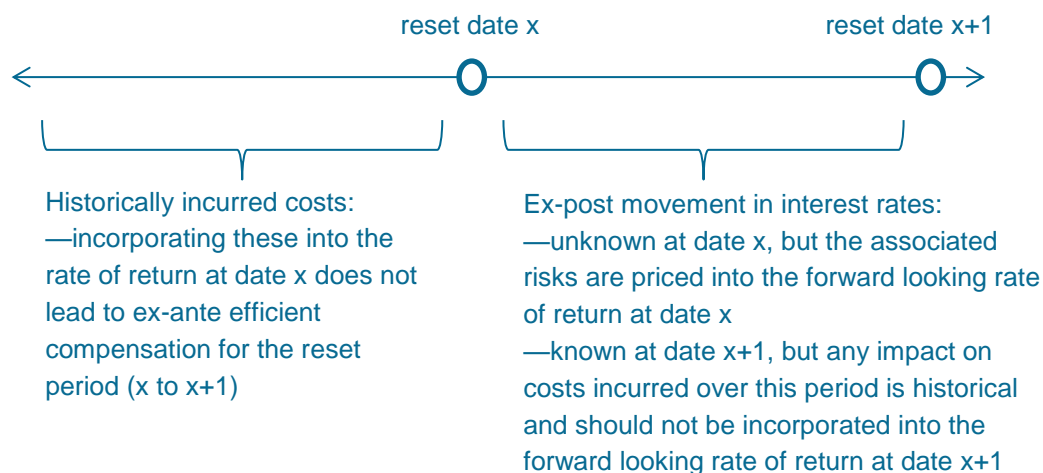 reset date x
reset date x+1
Historically incurred costs:
—incorporating these into the
rate of return at date x does not
lead to ex-ante efficient
compensation for the reset
period (x to x+1)
Ex-post movement in interest rates:
—unknown at date x, but the associated
risks are priced into the forward looking rate
of return at date x
—known at date x+1, but any impact on
costs incurred over this period is historical
and should not be incorporated into the
forward looking rate of return at date x+1